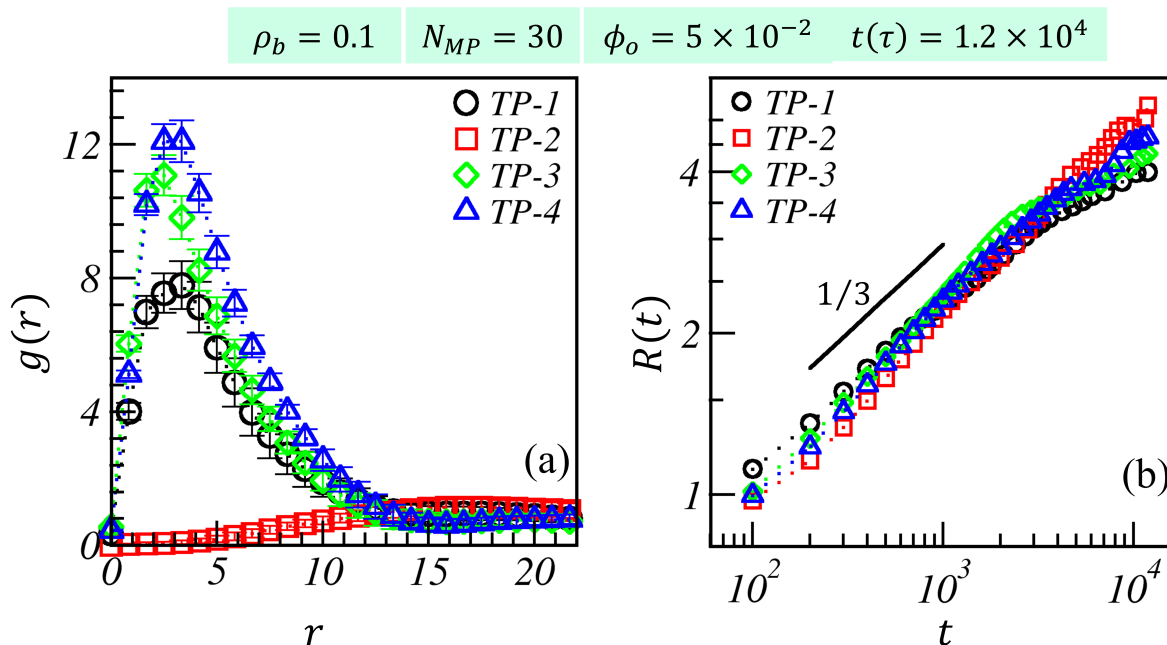 ρ_b = 0.1 N_MP = 30 ϕ_o = 5 × 10^{-2} t(τ) = 1.2 × 10^4
TP-1
TP-2
TP-3
TP-4
12
8
4
0
g(r)
(a)
0 5 10 15 20
r
TP-1
TP-2
TP-3
TP-4
4
2
1
R(t)
1/3
(b)
10^2 10^3 10^4
t